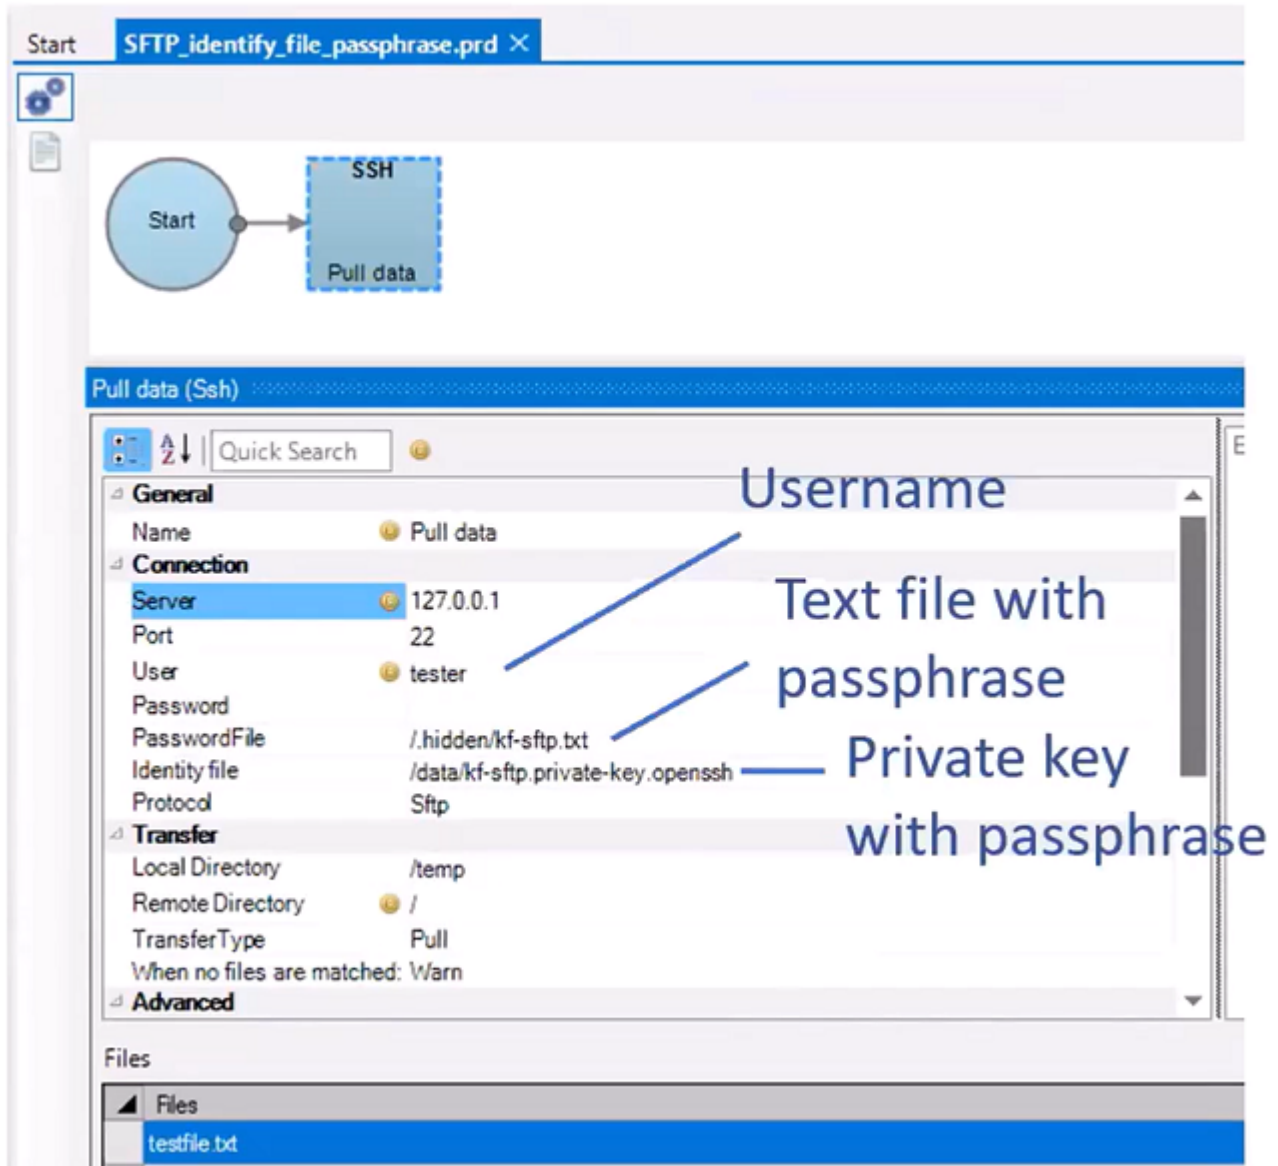 Start
SFTP_identify_file_passphrase.prd ×
Start
SSH
Pull data
Pull data (Ssh)
Quick Search
E
General
Name Pull data
Connection
Server 127.0.0.1
Port 22
User tester
Password
PasswordFile /.hidden/kf-sftp.txt
Identity file /data/kf-sftp.private-key.openssh
Protocol Sftp
Transfer
Local Directory /temp
Remote Directory /
TransferType Pull
When no files are matched: Warn
Advanced
Username
Text file with
passphrase
Private key
with passphrase
Files
Files
testfile.txt